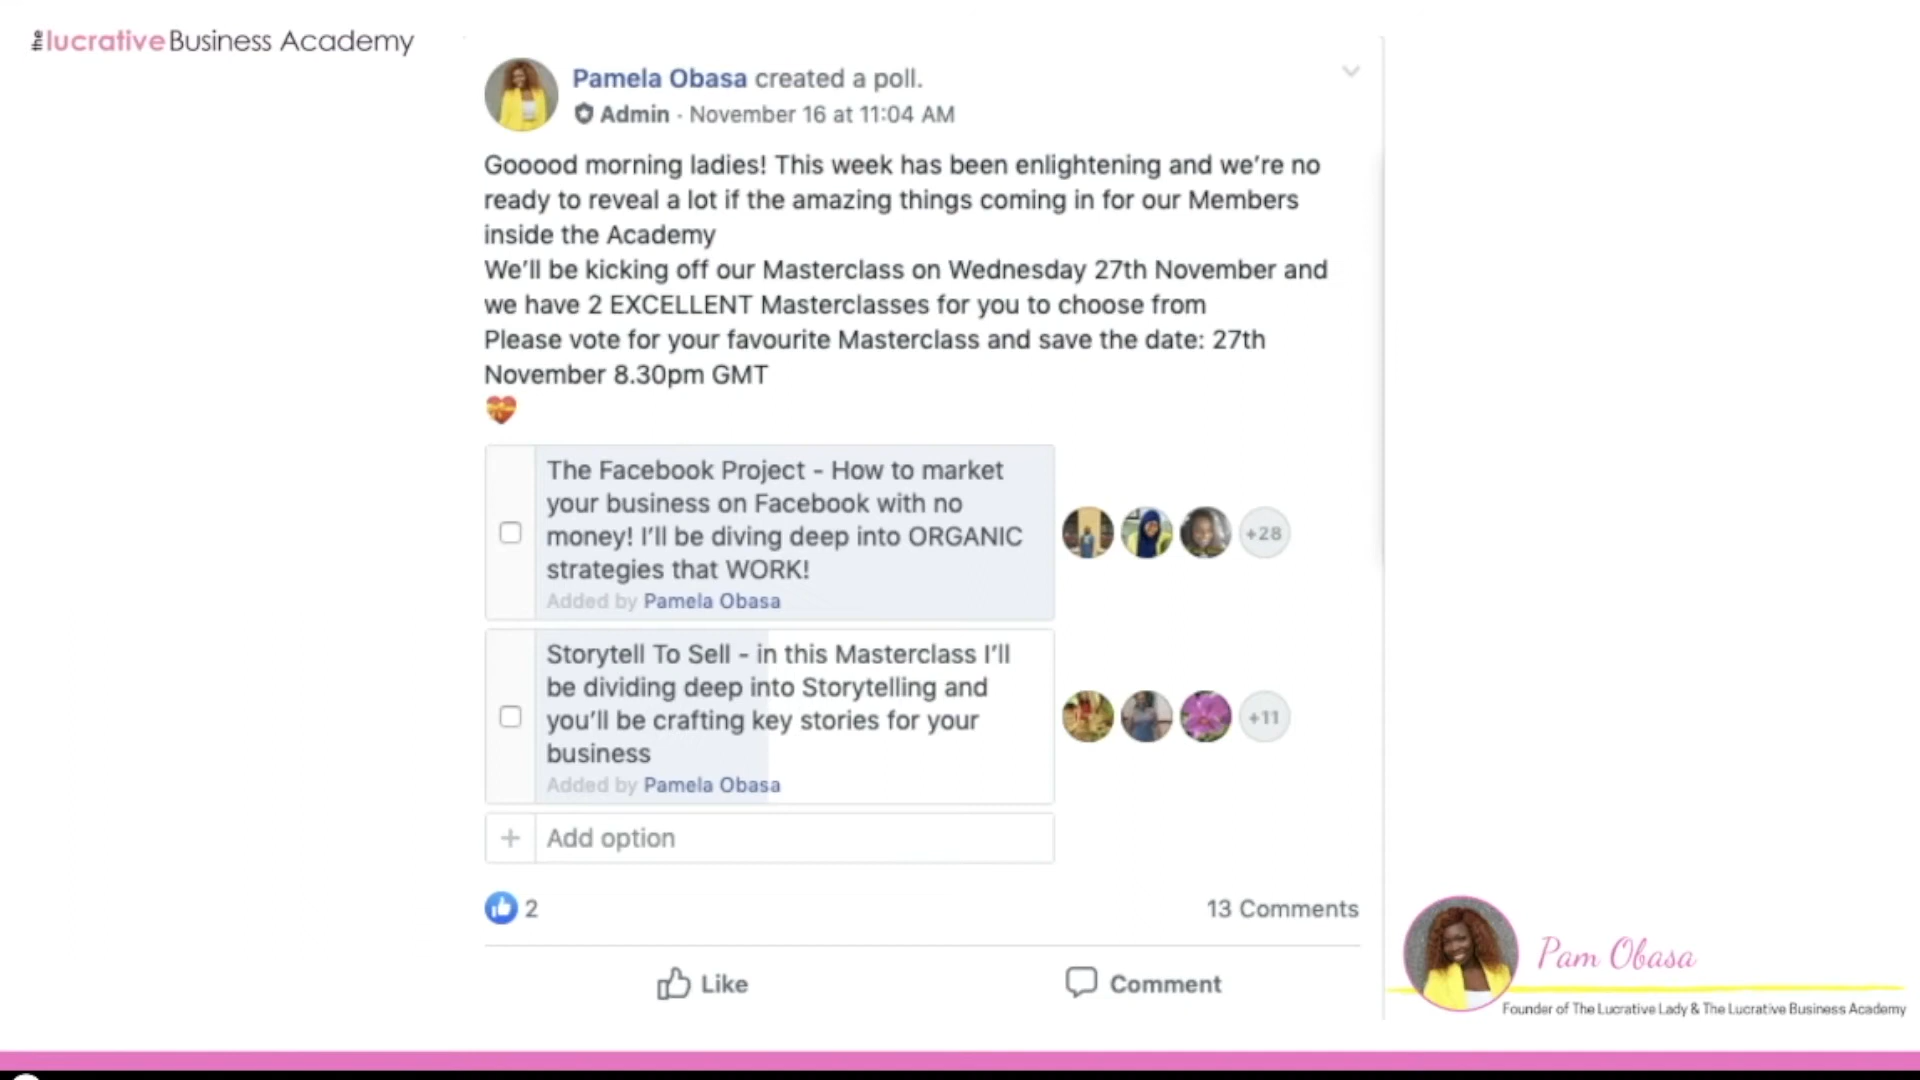 the lucrative Business Academy
Pamela Obasa created a poll.
Admin · November 16 at 11:04 AM
Gooood morning ladies! This week has been enlightening and we're no
ready to reveal a lot if the amazing things coming in for our Members
inside the Academy
We'll be kicking off our Masterclass on Wednesday 27th November and
we have 2 EXCELLENT Masterclasses for you to choose from
Please vote for your favourite Masterclass and save the date: 27th
November 8.30pm GMT
The Facebook Project - How to market
your business on Facebook with no
money! I'll be diving deep into ORGANIC
strategies that WORK!
Added by Pamela Obasa
+28
Storytell To Sell - in this Masterclass I'll
be dividing deep into Storytelling and
you'll be crafting key stories for your
business
Added by Pamela Obasa
+11
+ Add option
2
13 Comments
Like
Comment
Pam Obasa
Founder of The Lucrative Lady & The Lucrative Business Academy